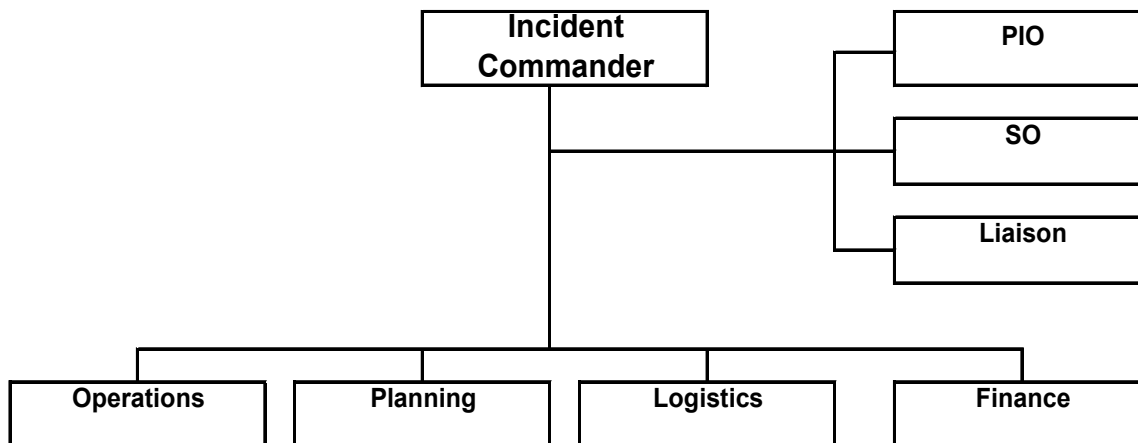 Incident
Commander
PIO
SO
Liaison
Operations
Planning
Logistics
Finance